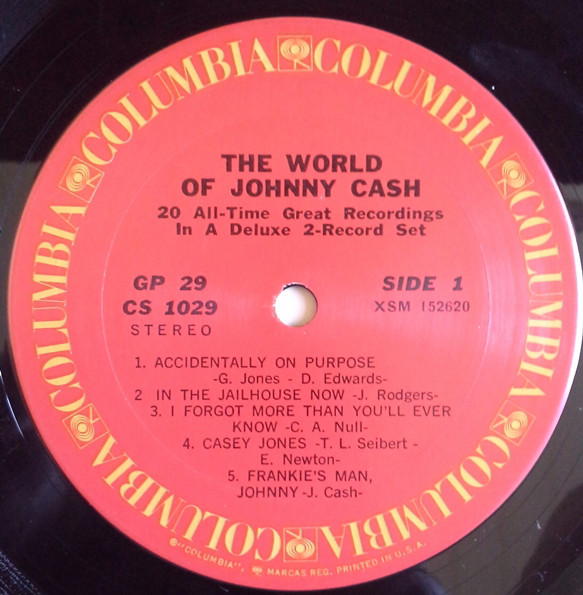 COLUMBIA COLUMBIA COLUMBIA COLUMBIA COLUMBIA COLUMBIA COLUMBIA COLUMBIA
THE WORLD
OF JOHNNY CASH
20 All-Time Great Recordings
In A Deluxe 2-Record Set
GP 29 SIDE 1
CS 1029 XSM 152620
STEREO
1. ACCIDENTALLY ON PURPOSE
-G. Jones - D. Edwards-
2 IN THE JAILHOUSE NOW -J. Rodgers-
3. I FORGOT MORE THAN YOU'LL EVER
KNOW -C. A. Null-
4. CASEY JONES -T. L. Seibert -
E. Newton-
5. FRANKIE'S MAN,
JOHNNY -J. Cash-
®"COLUMBIA", MARCAS REG. PRINTED IN U.S.A.